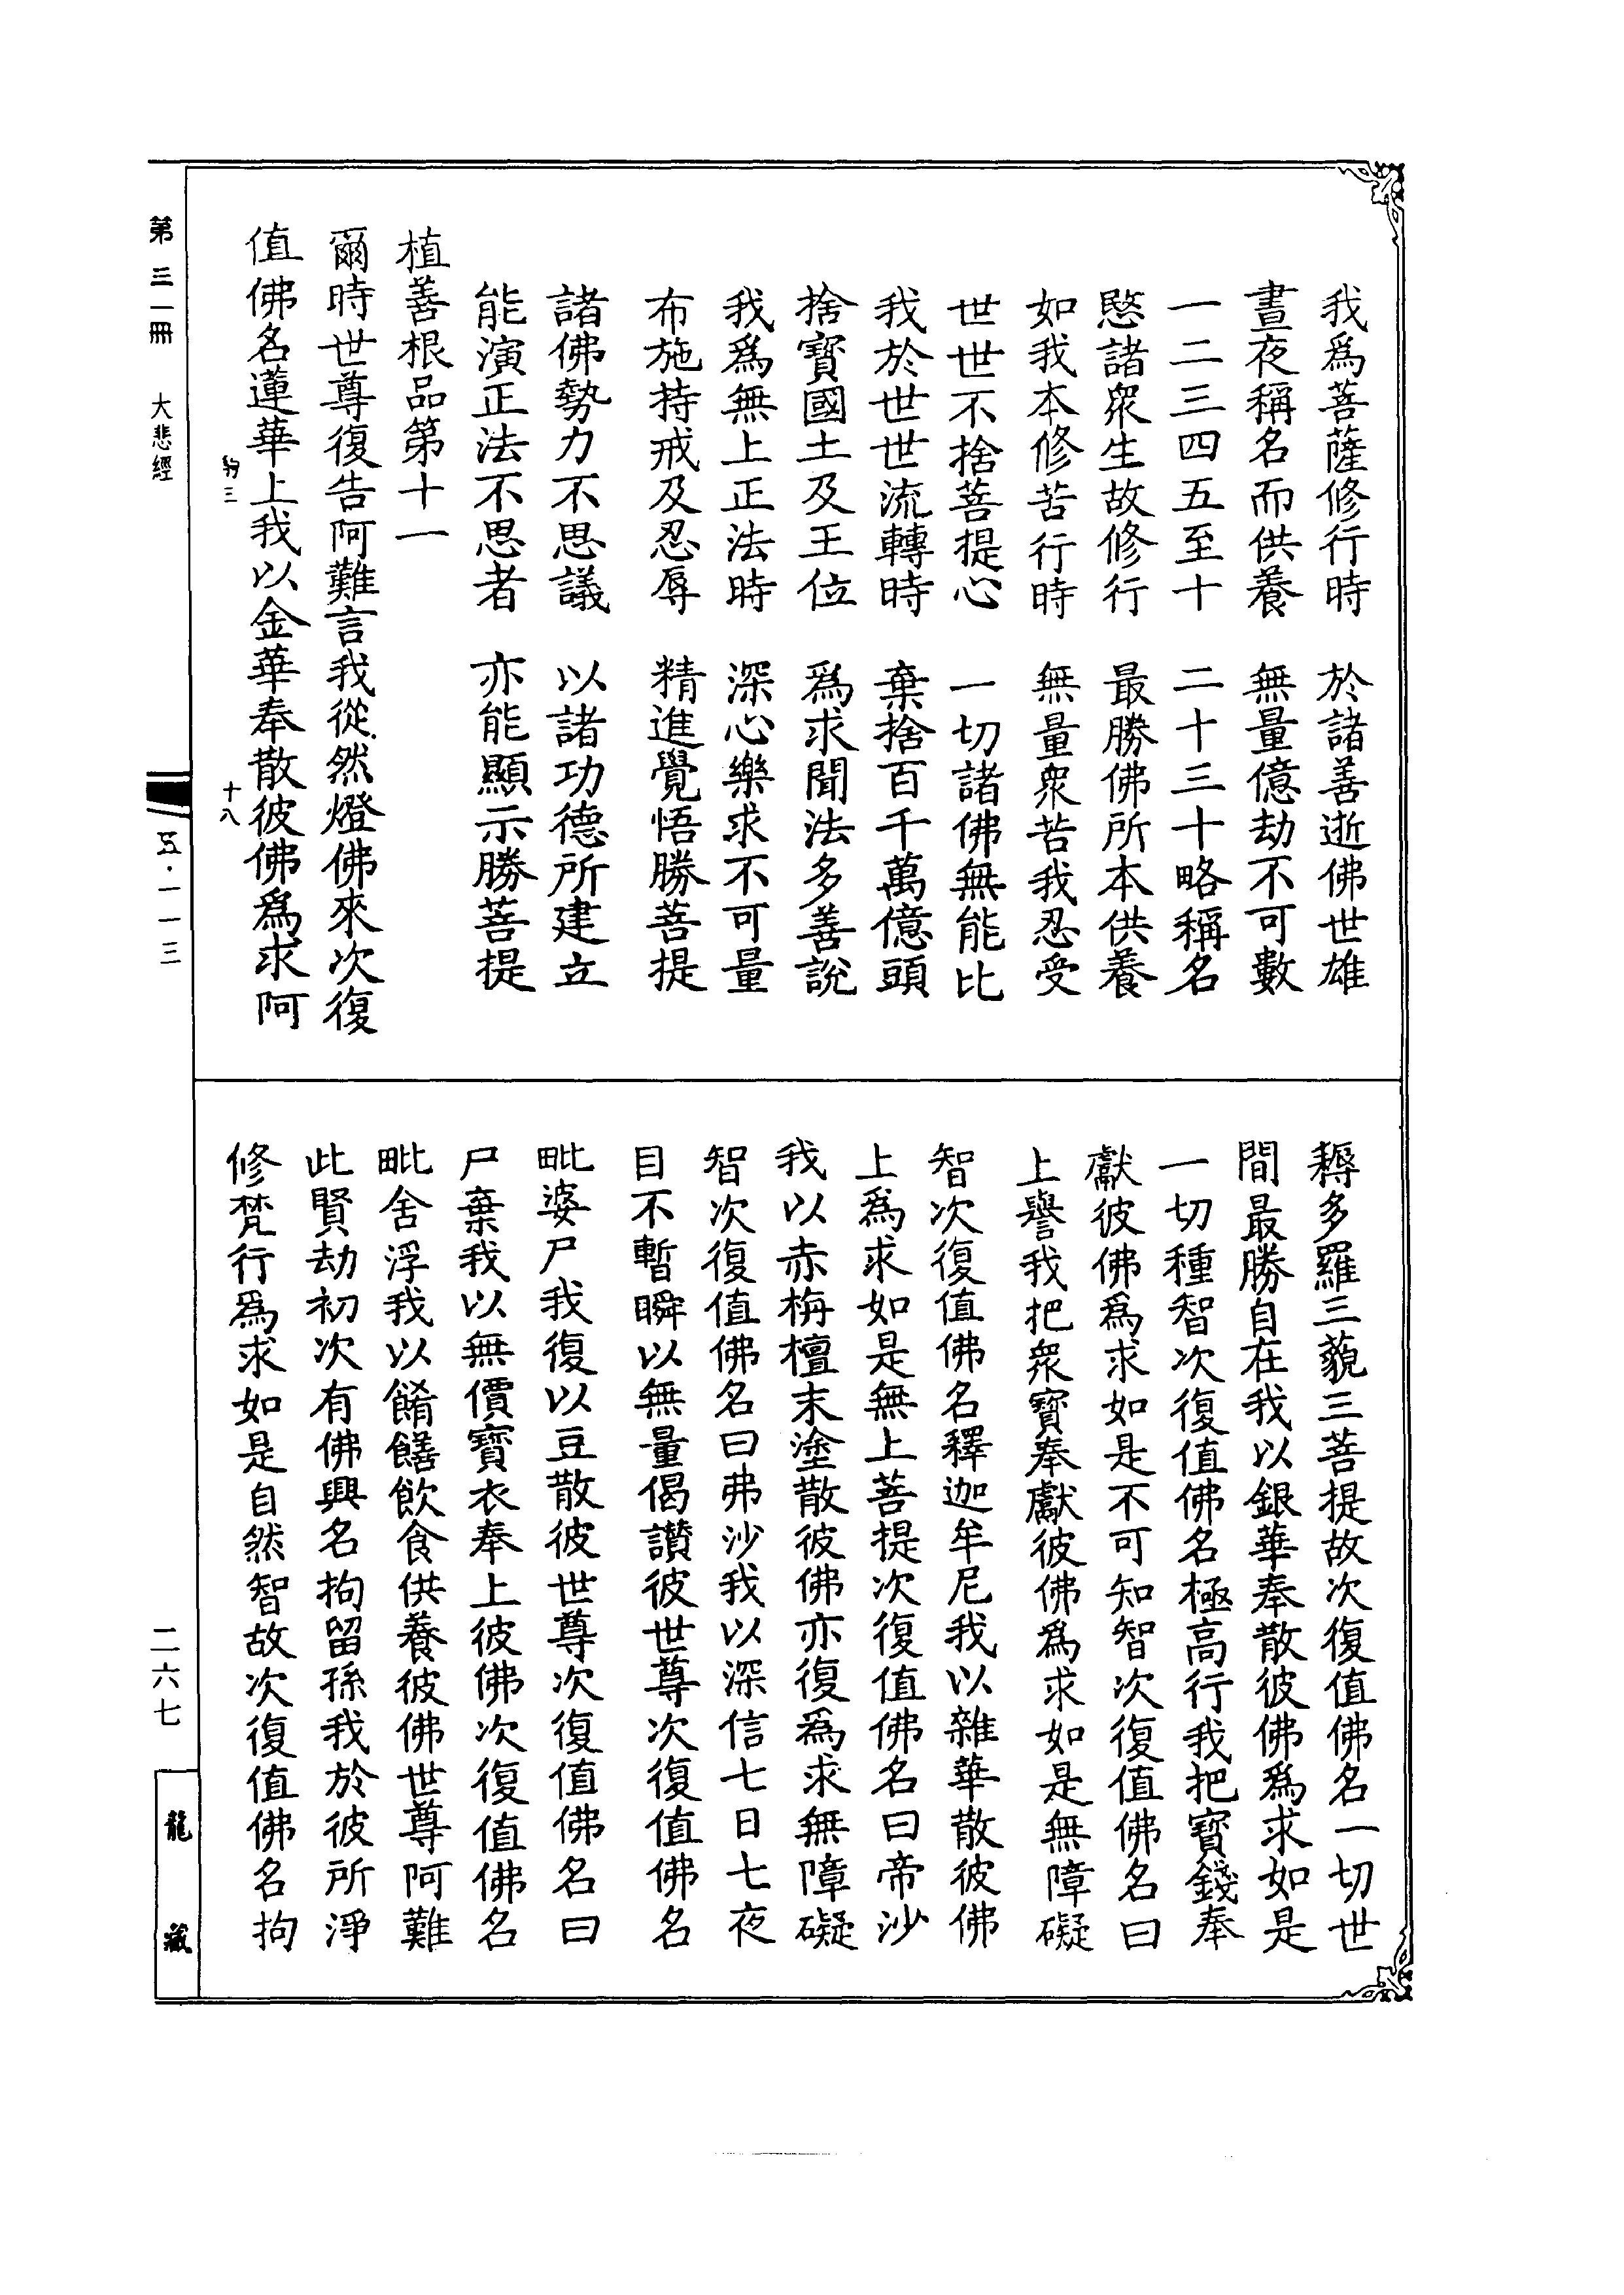 我爲菩薩修行時　於諸善逝佛世雄
晝夜稱名而供養　無量億劫不可數
一二三四五至十　二十三十略稱名
愍諸衆生故修行　最勝佛所本供養
如我本修苦行時　無量衆苦我忍受
世世不捨菩提心　一切諸佛無能比
我於世世流轉時　棄捨百千萬億頭
捨寳國土及王位　爲求聞法多善說
我爲無上正法時　深心樂求不可量
布施持戒及忍辱　精進覺悟勝菩提
諸佛勢力不思議　以諸功德所建立
能演正法不思者　亦能顯示勝菩提
植善根品第十一
爾時世尊復告阿難言我從然燈佛來次復
值佛名蓮華上我以金華奉散彼佛爲求阿
耨多羅三藐三菩提故次復值佛名一切世
間最勝自在我以銀華奉散彼佛爲求如是
一切種智次復值佛名極高行我把寳錢奉
獻彼佛爲求如是不可知智次復值佛名曰
上譽我把衆寳奉獻彼佛爲求如是無障礙
智次復值佛名釋迦牟尼我以雜華散彼佛
上爲求如是無上菩提次復值佛名曰帝沙
我以赤栴檀末塗散彼佛亦復爲求無障礙
智次復值佛名曰弗沙我以深信七日七夜
目不暫瞬以無量偈讃彼世尊次復值佛名
毗婆尸我復以豆散彼世尊次復值佛名曰
尸棄我以無價寳衣奉上彼佛次復值佛名
毗舍浮我以餚饍飲食供養彼佛世尊阿難
此賢劫初次有佛興名拘留孫我於彼所淨
修梵行爲求如是自然智故次復值佛名拘
豹三　十八
第三一冊　大悲經　五·一一三　二六七　龍藏